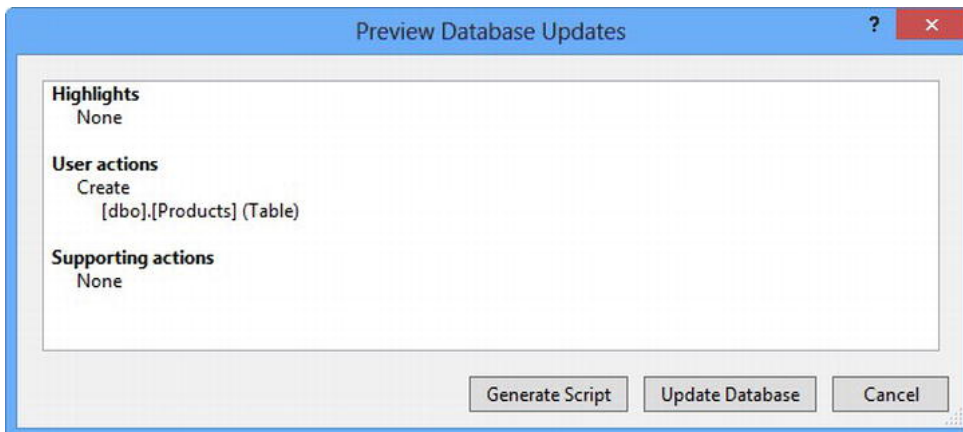 Preview Database Updates
?
Highlights
None
User actions
Create
[dbo].[Products] (Table)
Supporting actions
None
Generate Script
Update Database
Cancel